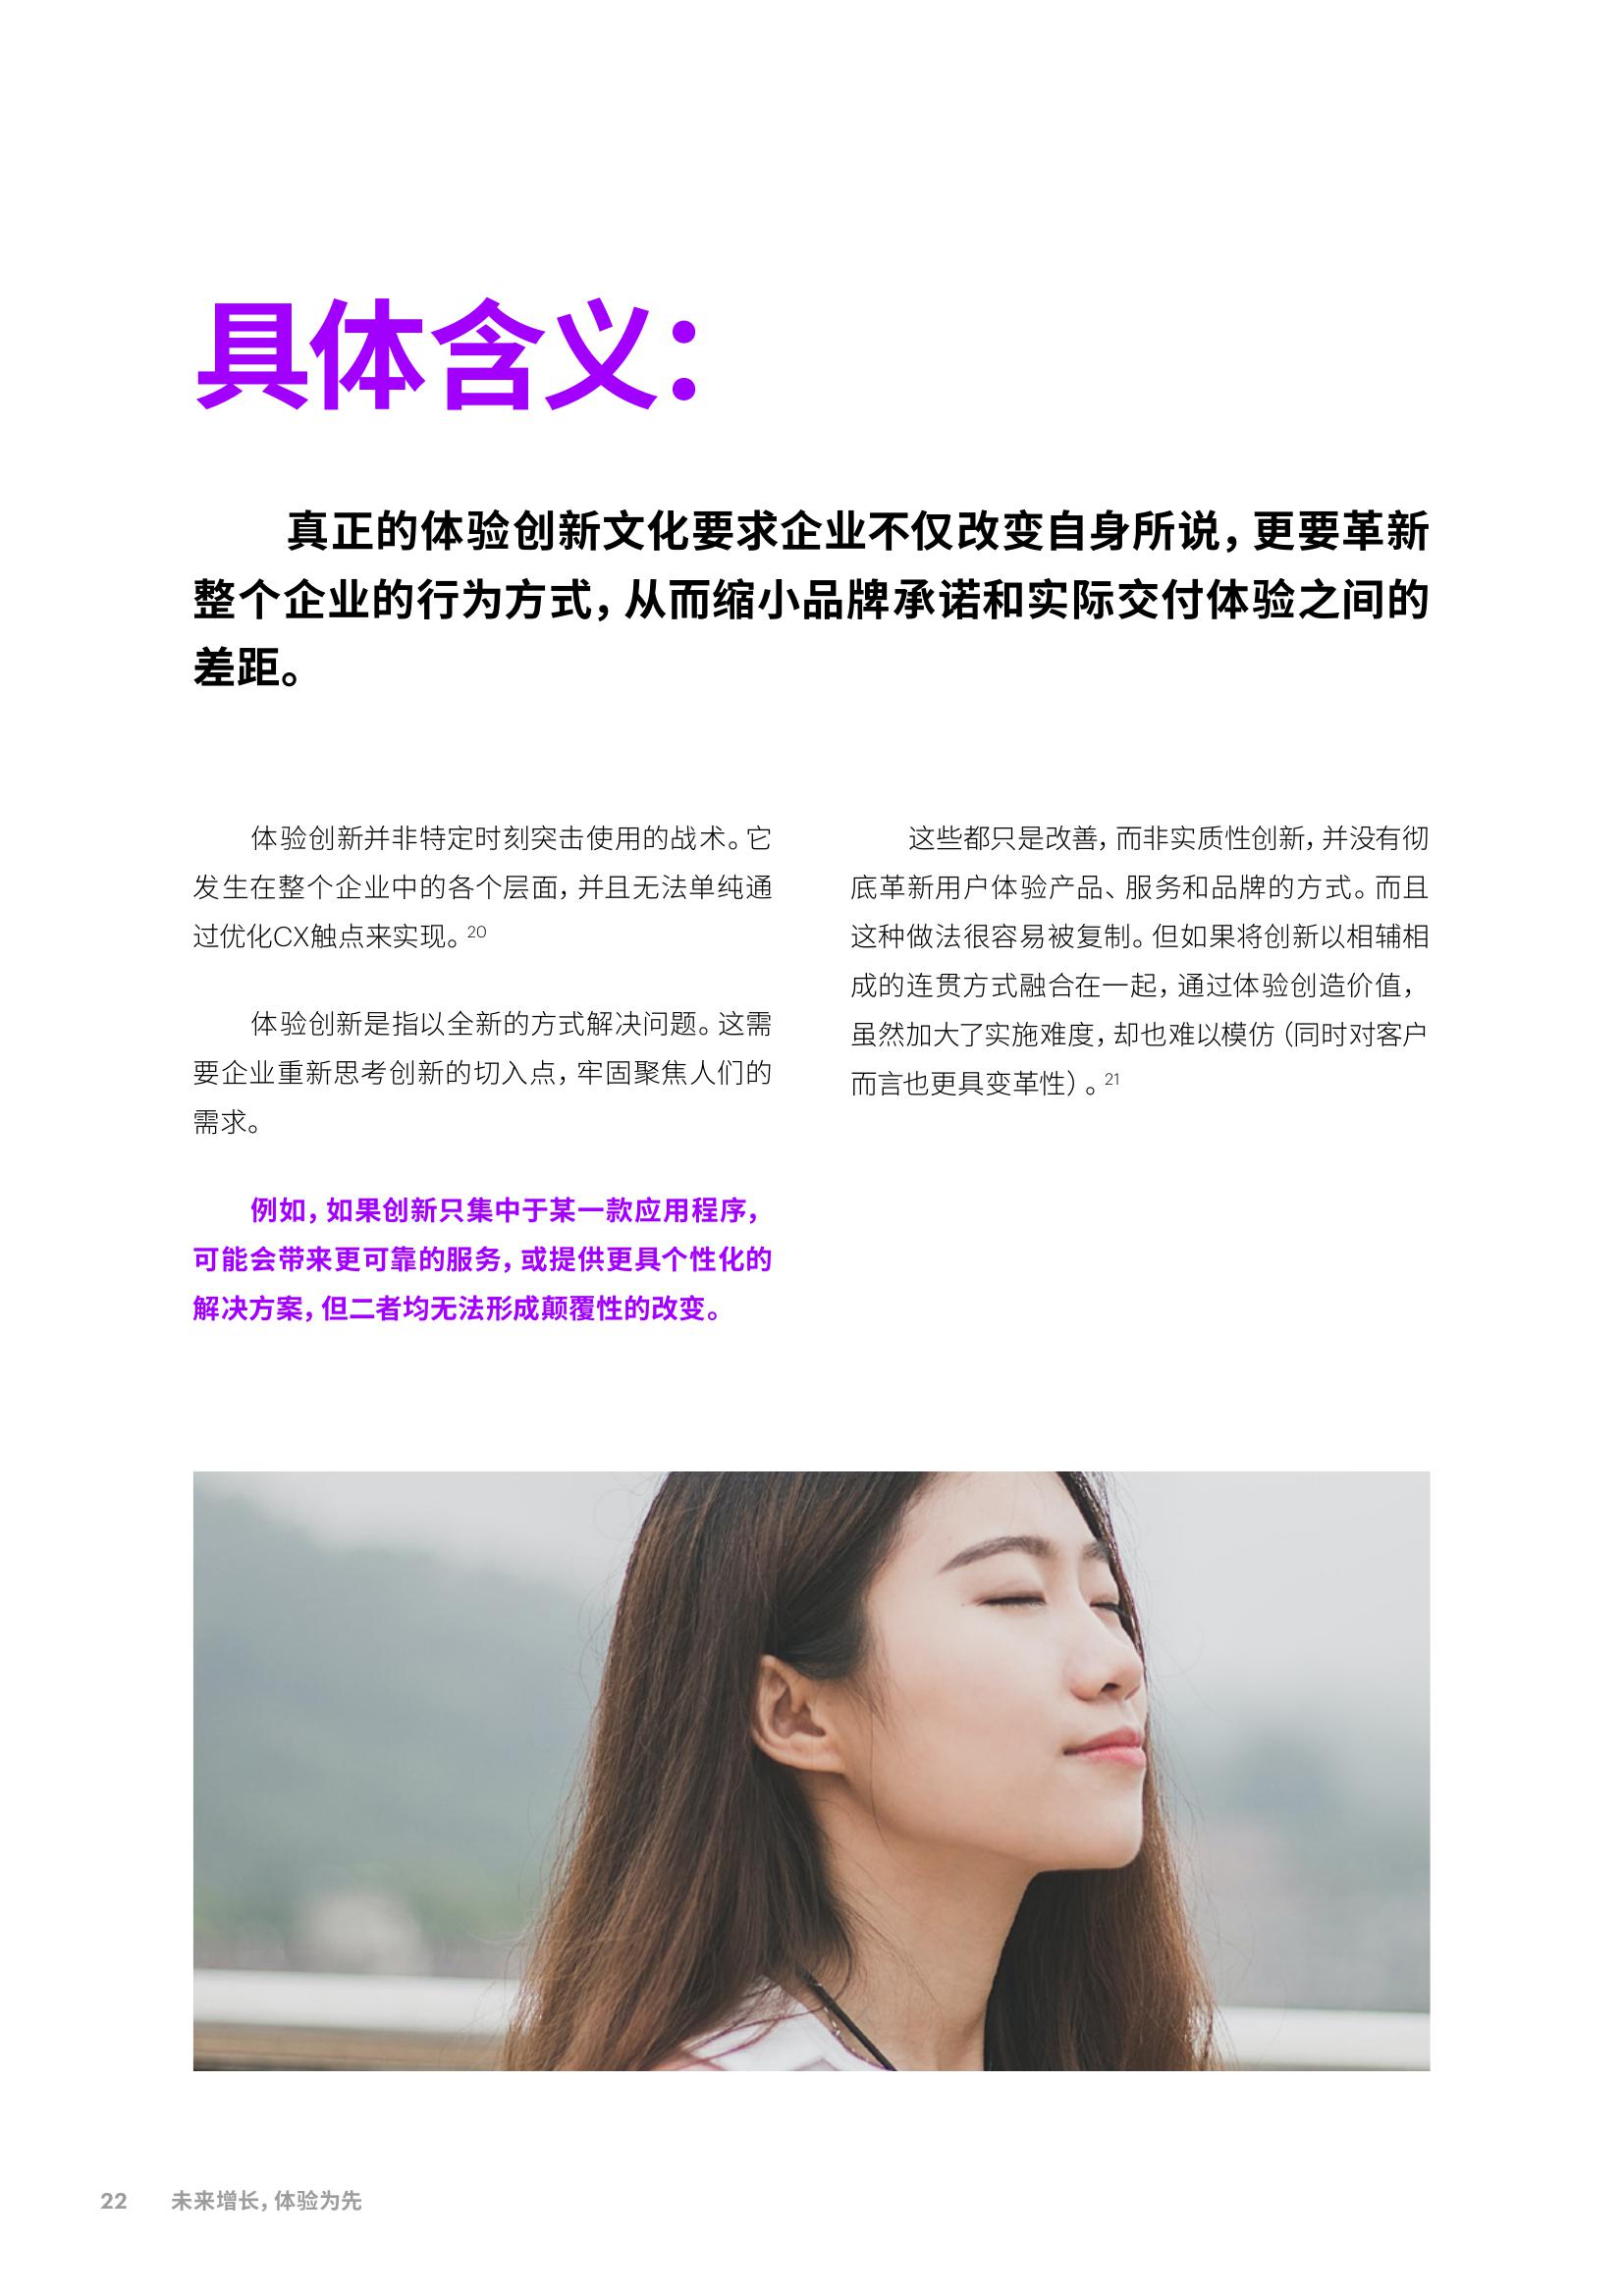 具体含义：
真正的体验创新文化要求企业不仅改变自身所说，更要革新
整个企业的行为方式，从而缩小品牌承诺和实际交付体验之间的
差距。
体验创新并非特定时刻突击使用的战术。它
发生在整个企业中的各个层面，并且无法单纯通
过优化CX触点来实现。20
体验创新是指以全新的方式解决问题。这需
要企业重新思考创新的切入点，牢固聚焦人们的
需求。
例如，如果创新只集中于某一款应用程序，
可能会带来更可靠的服务，或提供更具个性化的
解决方案，但二者均无法形成颠覆性的改变。
这些都只是改善，而非实质性创新，并没有彻
底革新用户体验产品、服务和品牌的方式。而且
这种做法很容易被复制。但如果将创新以相辅相
成的连贯方式融合在一起，通过体验创造价值，
虽然加大了实施难度，却也难以模仿（同时对客户
而言也更具变革性）。21
22 未来增长，体验为先